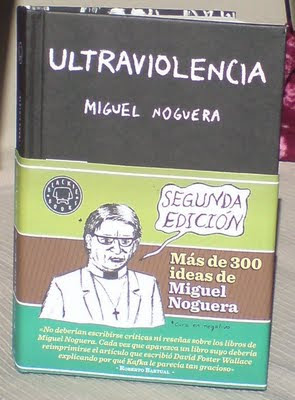 ULTRAVIOLENCIA
MIGUEL NOGUERA
BLACKIE
BOOKS
SEGUNDA
EDICIÓN
Más de 300
ideas de
Miguel
Noguera
«No deberían escribirse críticas ni reseñas sobre los libros de
Miguel Noguera. Cada vez que aparezca un libro suyo debería
reimprimirse el artículo que escribió David Foster Wallace
explicando por qué Kafka le parecía tan gracioso»
- ROBERTO BARTUAL -